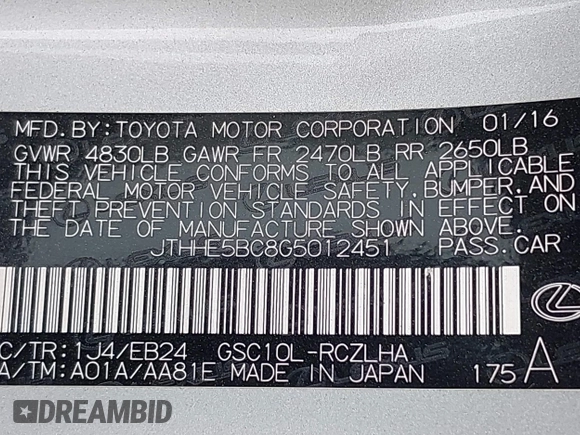 MFD. BY: TOYOTA MOTOR CORPORATION 01/16
GVWR 4830LB GAWR FR 2470LB RR 2650LB
THIS VEHICLE CONFORMS TO ALL APPLICABLE
FEDERAL MOTOR VEHICLE SAFETY, BUMPER, AND
THEFT PREVENTION STANDARDS IN EFFECT ON
THE DATE OF MANUFACTURE SHOWN ABOVE.
JTHHE5BC8G5012451 PASS.CAR
C/TR: 1J4/EB24 GSC10L-RCZLHA
A/TM: A01A/AA81E MADE IN JAPAN 175 A
DREAMBID